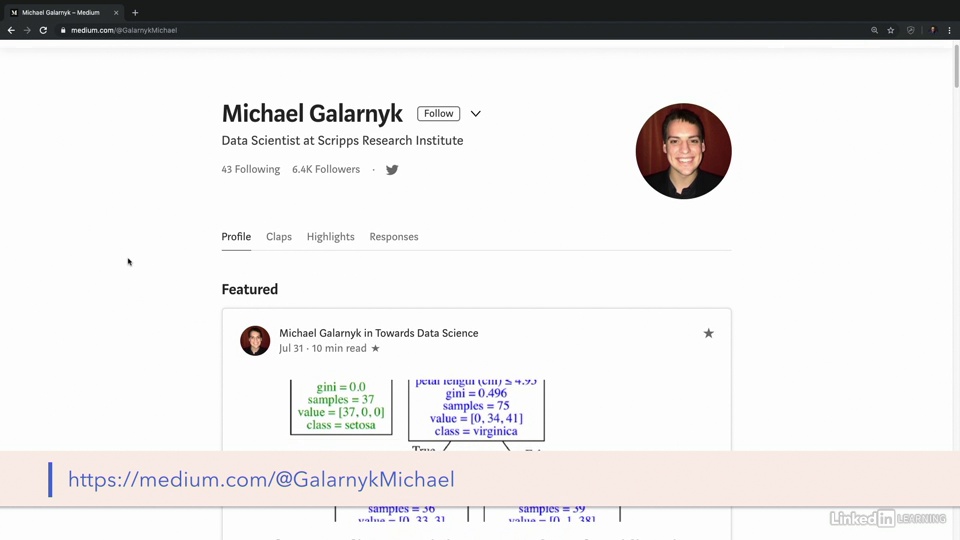 Michael Galarnyk – Medium
medium.com/@GalarnykMichael
Michael Galarnyk
Follow
Data Scientist at Scripps Research Institute
43 Following 6.4K Followers ·
Profile Claps Highlights Responses
Featured
Michael Galarnyk in Towards Data Science
Jul 31 · 10 min read ★
gini = 0.0
samples = 37
value = [37, 0, 0]
class = setosa
petal length (cm) ≤ 4.95
gini = 0.496
samples = 75
value = [0, 34, 41]
class = virginica
True
https://medium.com/@GalarnykMichael
samples = 36
value = [0, 33, 3]
samples = 39
value = [0, 1, 38]
Linked in LEARNING